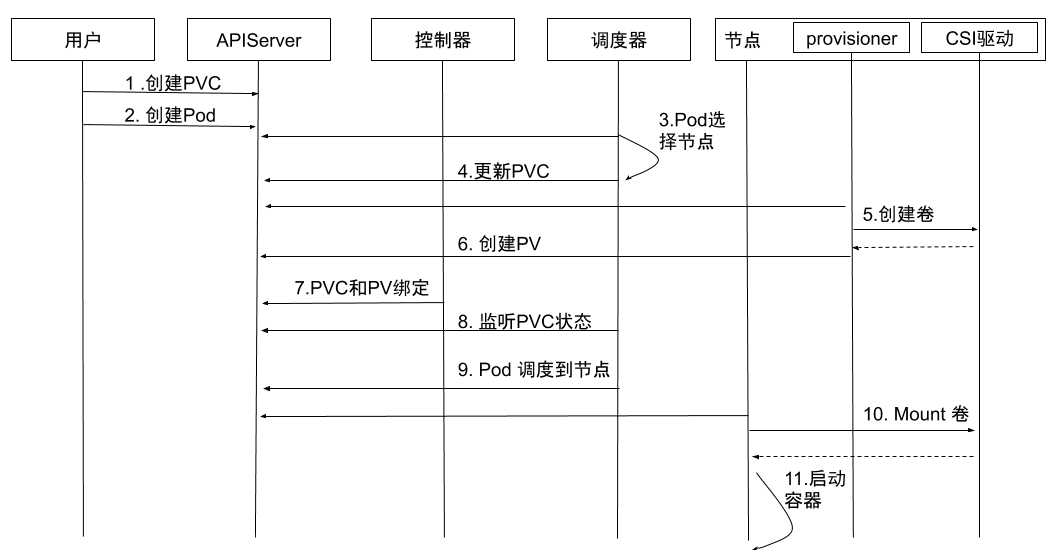 用户
APIServer
控制器
调度器
节点
provisioner
CSI驱动
1 .创建PVC
2. 创建Pod
3.Pod选
择节点
4.更新PVC
5.创建卷
6. 创建PV
7.PVC和PV绑定
8. 监听PVC状态
9. Pod 调度到节点
10. Mount 卷
11.启动
容器